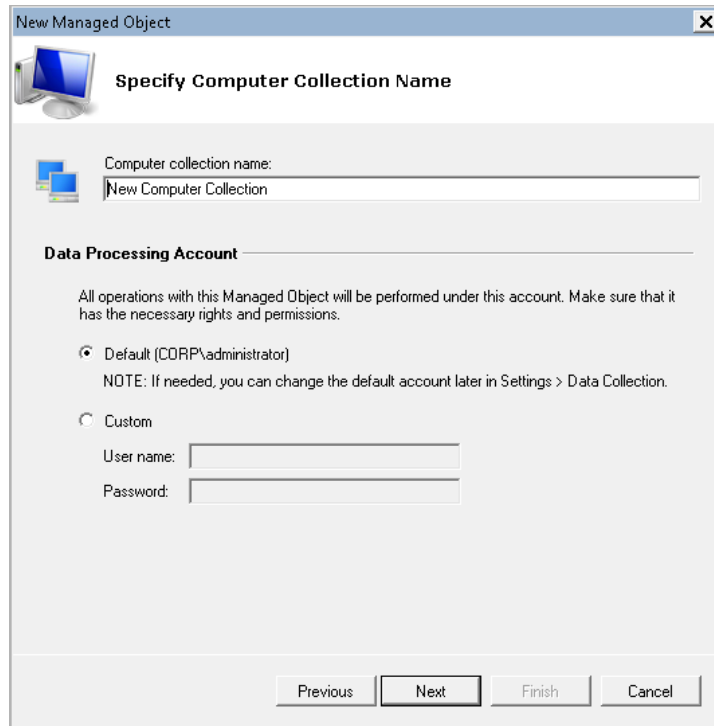 New Managed Object
Specify Computer Collection Name
Computer collection name:
New Computer Collection
Data Processing Account
All operations with this Managed Object will be performed under this account. Make sure that it
has the necessary rights and permissions.
Default (CORP\administrator)
NOTE: If needed, you can change the default account later in Settings > Data Collection.
Custom
User name:
Password:
Previous
Next
Finish
Cancel